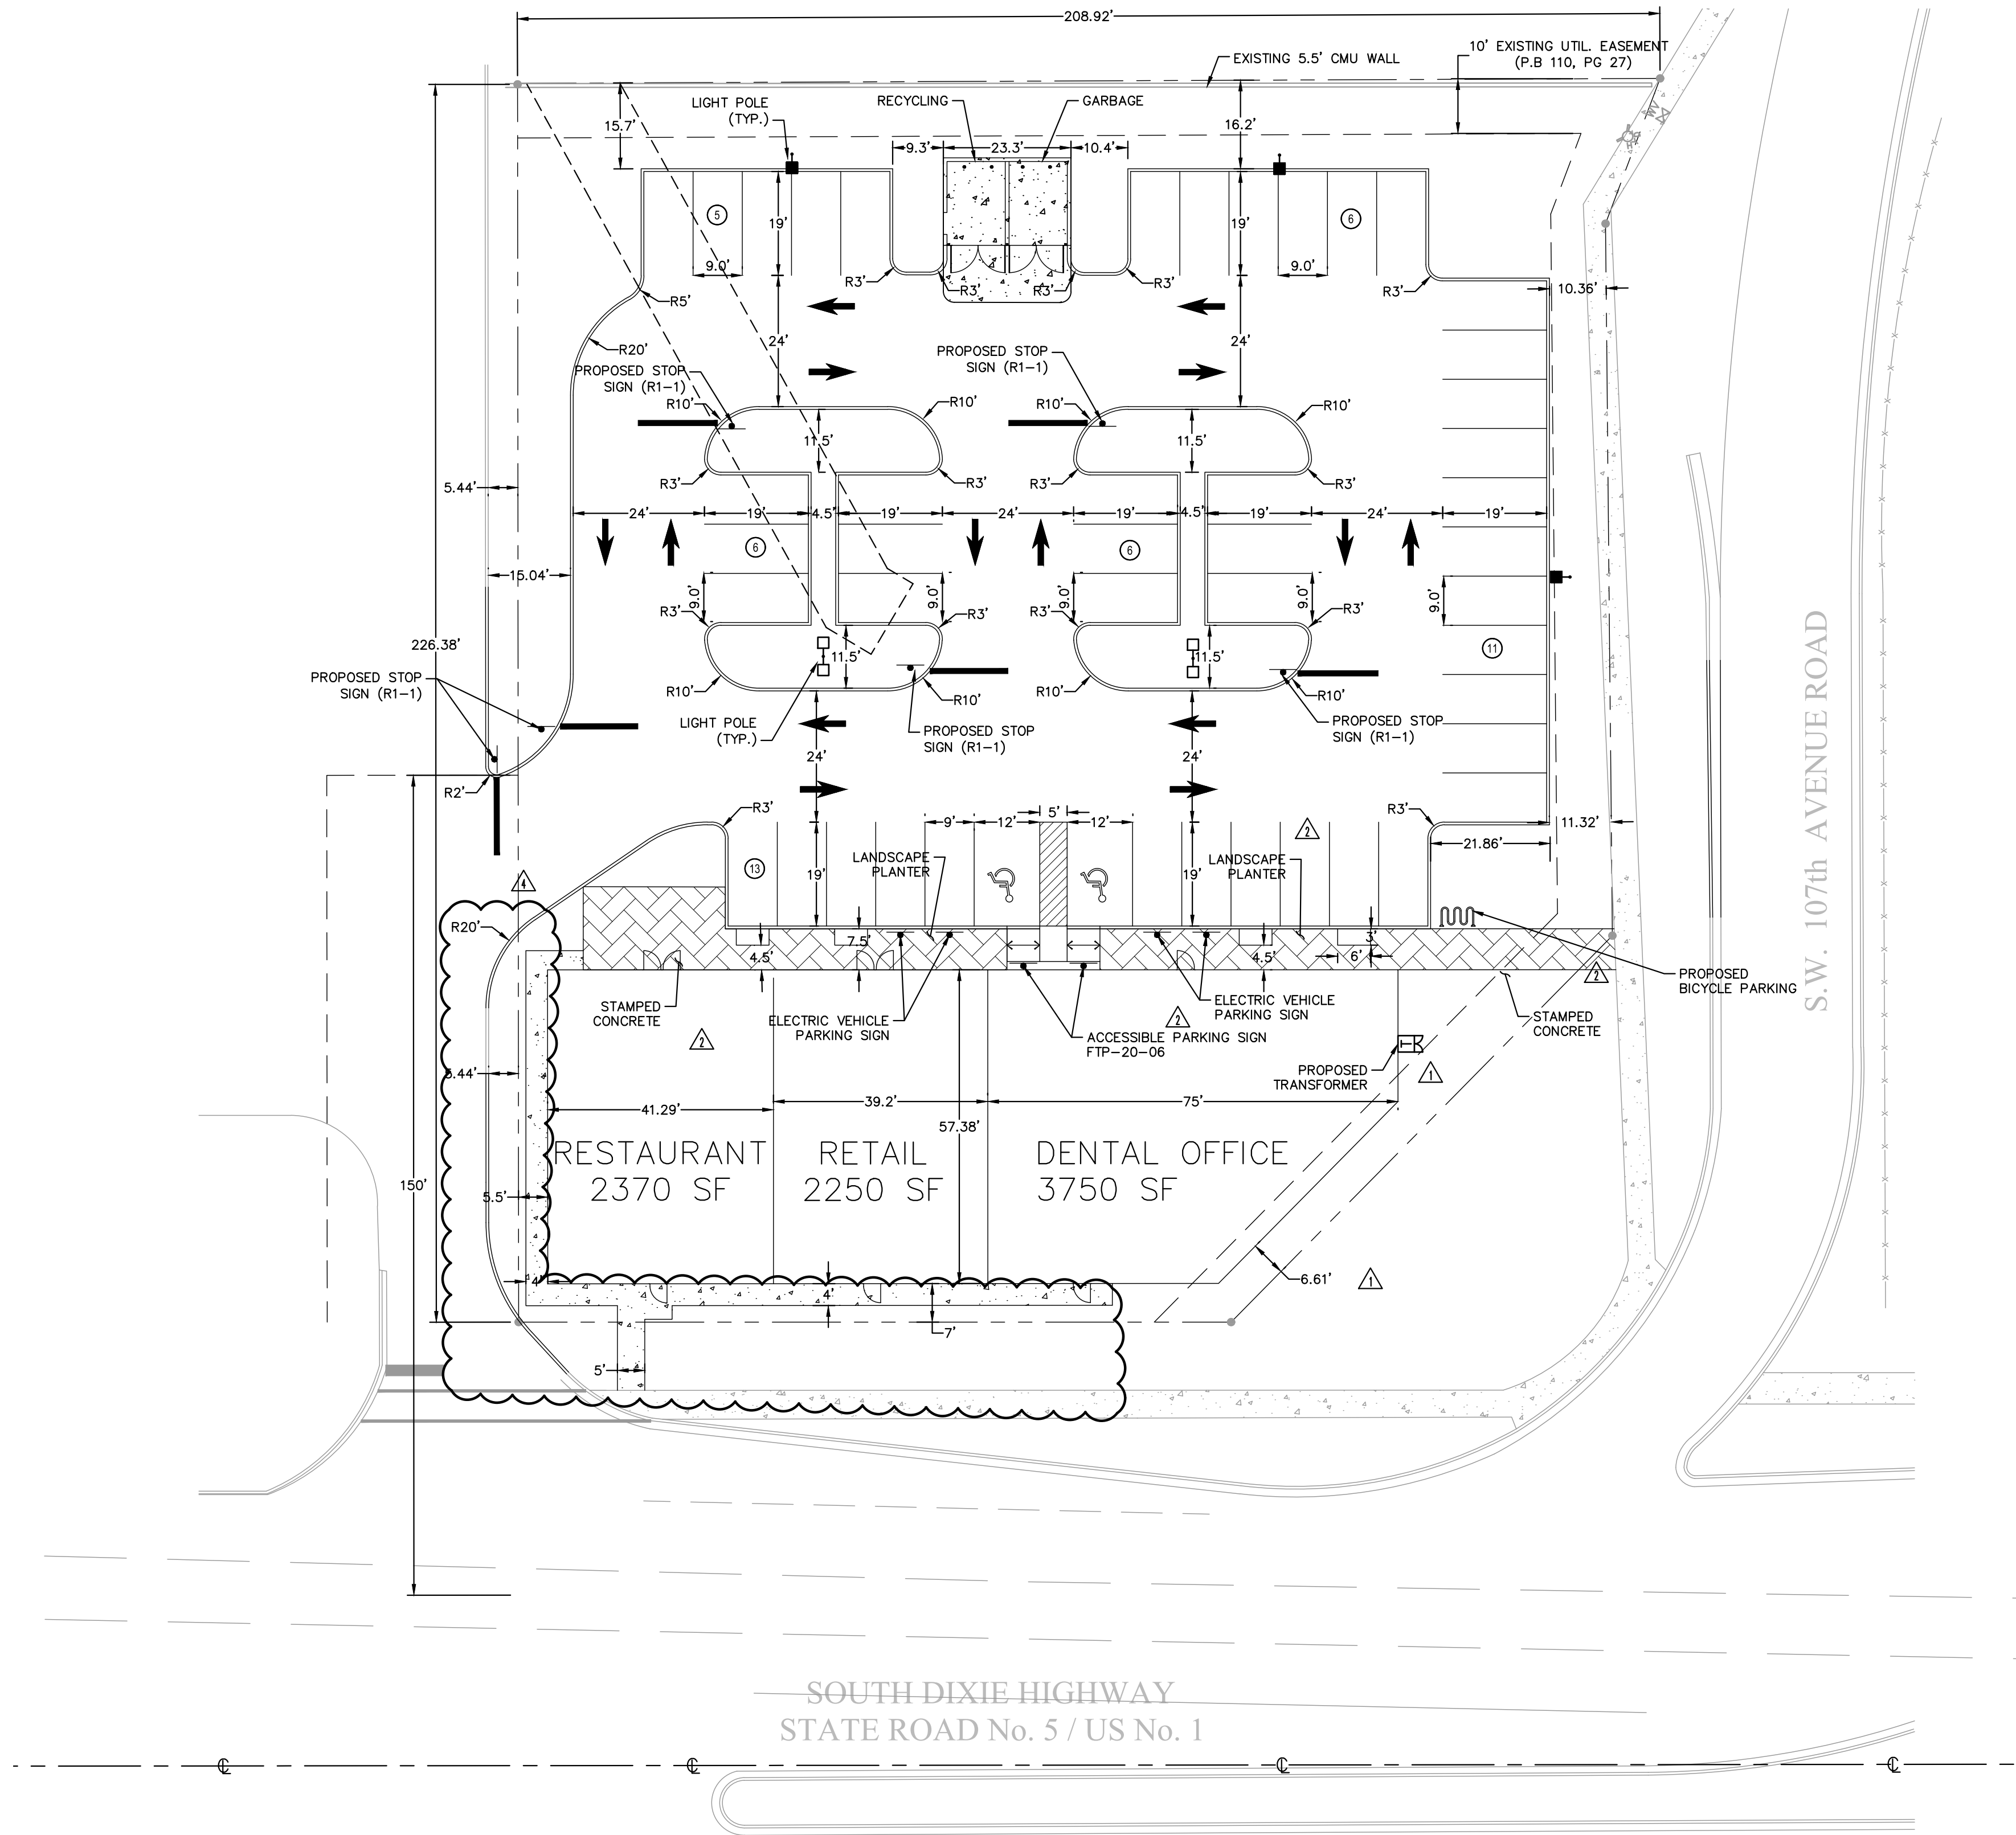 208.92'
EXISTING 5.5' CMU WALL
10' EXISTING UTIL. EASEMENT
(P.B 110, PG 27)
LIGHT POLE
(TYP.)
RECYCLING
GARBAGE
15.7'
16.2'
9.3'
23.3'
10.4'
W
5
6
19'
19'
9.0'
9.0'
R3'
R3'
R3'
R3'
R3'
R5'
10.36'
24'
24'
R20'
PROPOSED STOP
SIGN (R1-1)
PROPOSED STOP
SIGN (R1-1)
R10'
R10'
R10'
R10'
11.5'
11.5'
R3'
R3'
R3'
R3'
5.44'
24'
19'
4.5'
19'
24'
19'
4.5'
19'
24'
19'
6
6
15.04'
9.0'
9.0'
9.0'
9.0'
9.0'
R3'
R3'
R3'
R3'
226.38'
11.5'
11.5'
11
S.W. 107th AVENUE ROAD
PROPOSED STOP
SIGN (R1-1)
R10'
R10'
R10'
R10'
LIGHT POLE
(TYP.)
PROPOSED STOP
SIGN (R1-1)
PROPOSED STOP
SIGN (R1-1)
24'
24'
R2'
R3'
R3'
9'
12'
5'
12'
11.32'
2
21.86'
13
19'
LANDSCAPE
PLANTER
19'
LANDSCAPE
PLANTER
4
R20'
7.5'
4.5'
4.5'
3'
6'
2
PROPOSED
BICYCLE PARKING
STAMPED
CONCRETE
ELECTRIC VEHICLE
PARKING SIGN
ELECTRIC VEHICLE
PARKING SIGN
STAMPED
CONCRETE
2
2
ACCESSIBLE PARKING SIGN
FTP-20-06
PROPOSED
TRANSFORMER
1
5.44'
41.29'
39.2'
75'
57.38'
RESTAURANT
2370 SF
RETAIL
2250 SF
DENTAL OFFICE
3750 SF
150'
5.5'
4'
4'
6.61'
1
7'
5'
SOUTH DIXIE HIGHWAY
STATE ROAD No. 5 / US No. 1